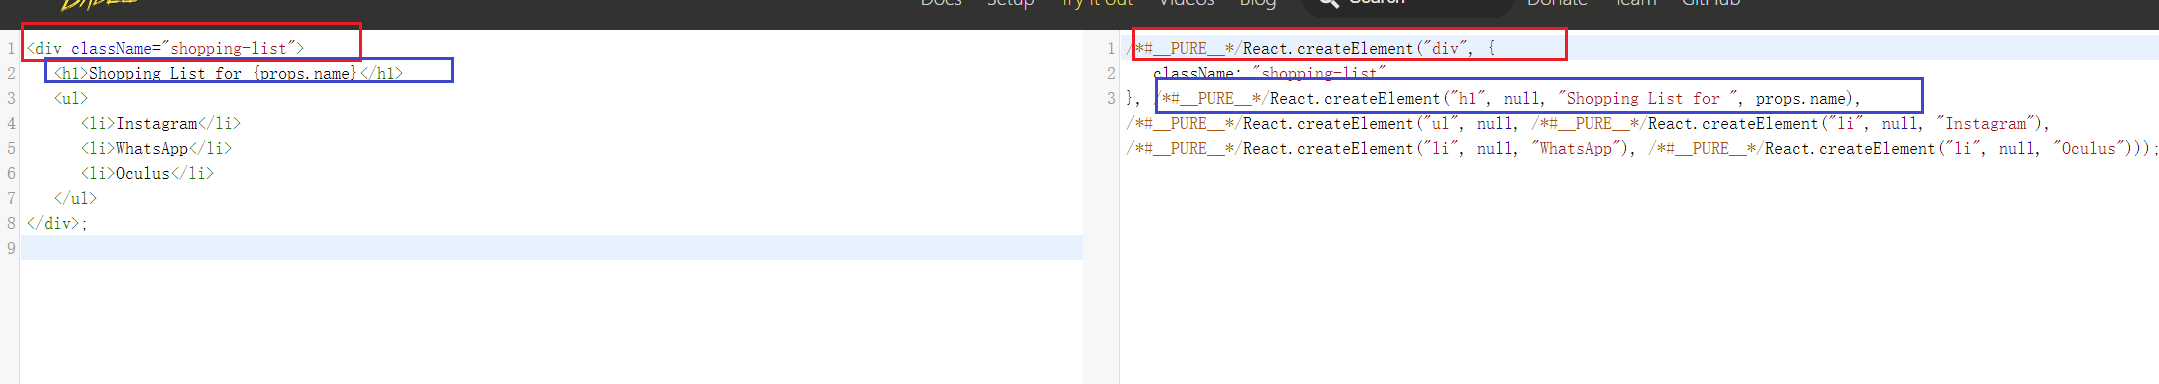 BABEL
Docs Setup Try it out Videos Blog Search Donate Team GitHub
1 <div className="shopping-list">
2 <h1>Shopping List for {props.name}</h1>
3 <ul>
4 <li>Instagram</li>
5 <li>WhatsApp</li>
6 <li>Oculus</li>
7 </ul>
8 </div>;
9
1 /*#__PURE__*/React.createElement("div", {
2 className: "shopping-list"
3 }, /*#__PURE__*/React.createElement("h1", null, "Shopping List for ", props.name),
/*#__PURE__*/React.createElement("ul", null, /*#__PURE__*/React.createElement("li", null, "Instagram"),
/*#__PURE__*/React.createElement("li", null, "WhatsApp"), /*#__PURE__*/React.createElement("li", null, "Oculus")));